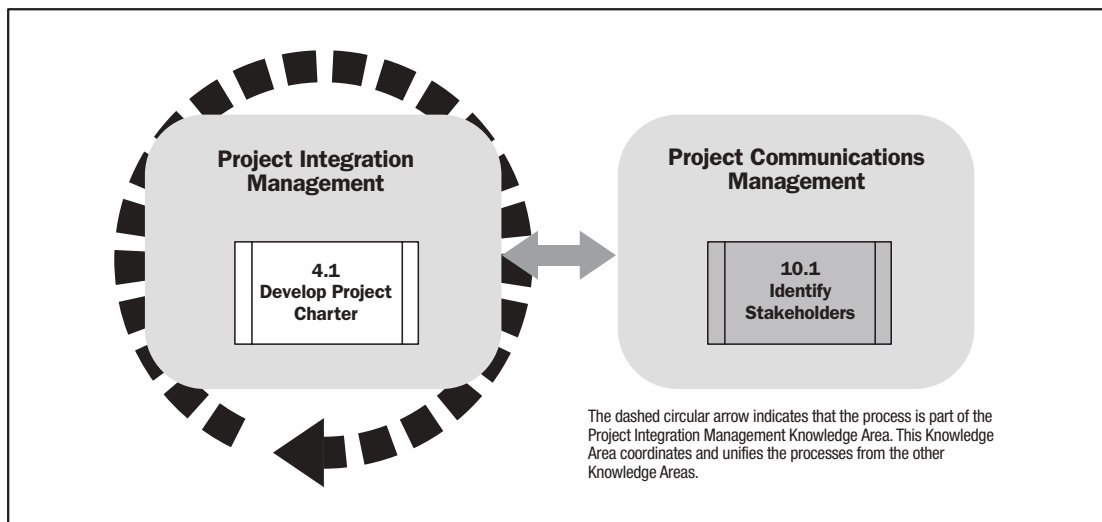 Project Integration
Management
4.1
Develop Project
Charter
Project Communications
Management
10.1
Identify
Stakeholders
The dashed circular arrow indicates that the process is part of the
Project Integration Management Knowledge Area. This Knowledge
Area coordinates and unifies the processes from the other
Knowledge Areas.